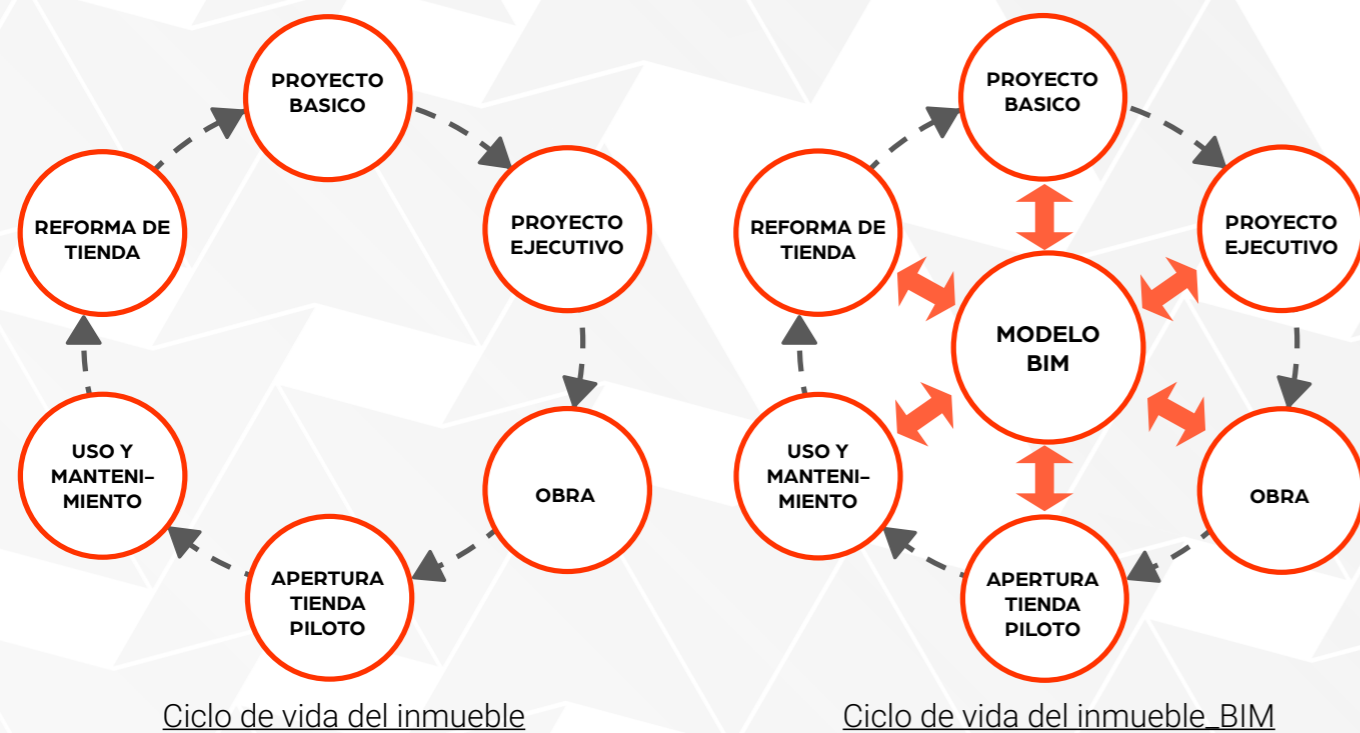 PROYECTO
BASICO
PROYECTO
EJECUTIVO
OBRA
APERTURA
TIENDA
PILOTO
USO Y
MANTENI-
MIENTO
REFORMA DE
TIENDA
Ciclo de vida del inmueble
PROYECTO
BASICO
PROYECTO
EJECUTIVO
OBRA
APERTURA
TIENDA
PILOTO
USO Y
MANTENI-
MIENTO
REFORMA DE
TIENDA
MODELO
BIM
Ciclo de vida del inmueble_BIM